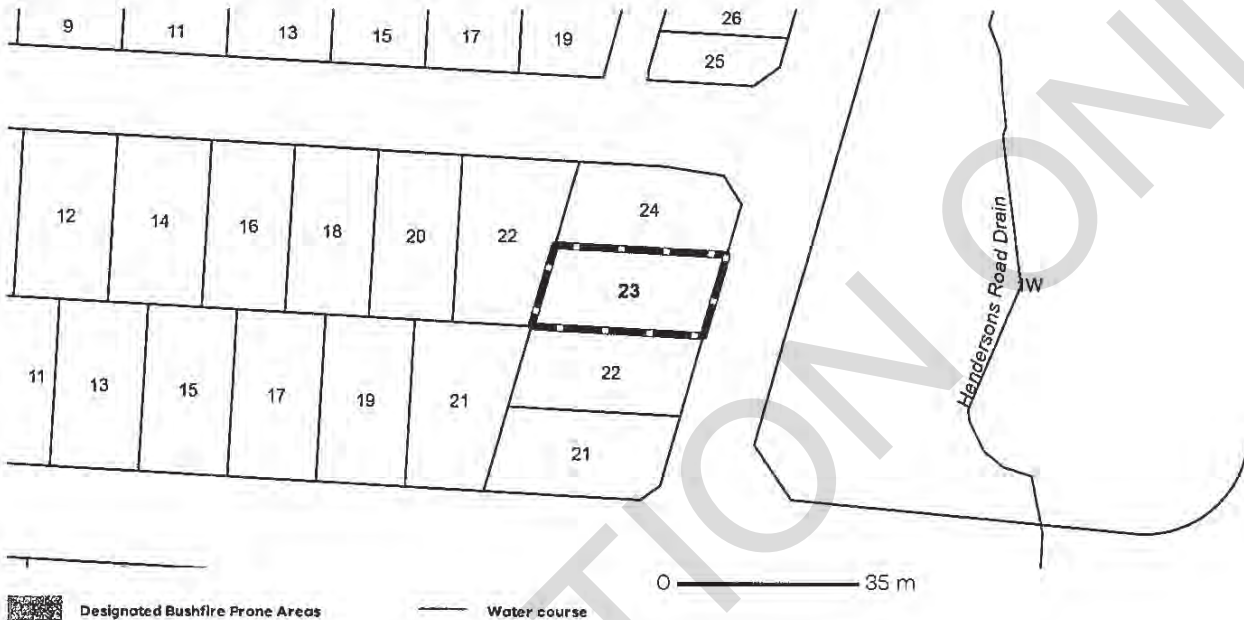 26
9 11 13 15 17 19
25
24
12 14 16 18 20 22
23
Hendersons Road Drain
IW
22
11 13 15 17 19 21
21
0 35 m
Designated Bushfire Prone Areas Water course